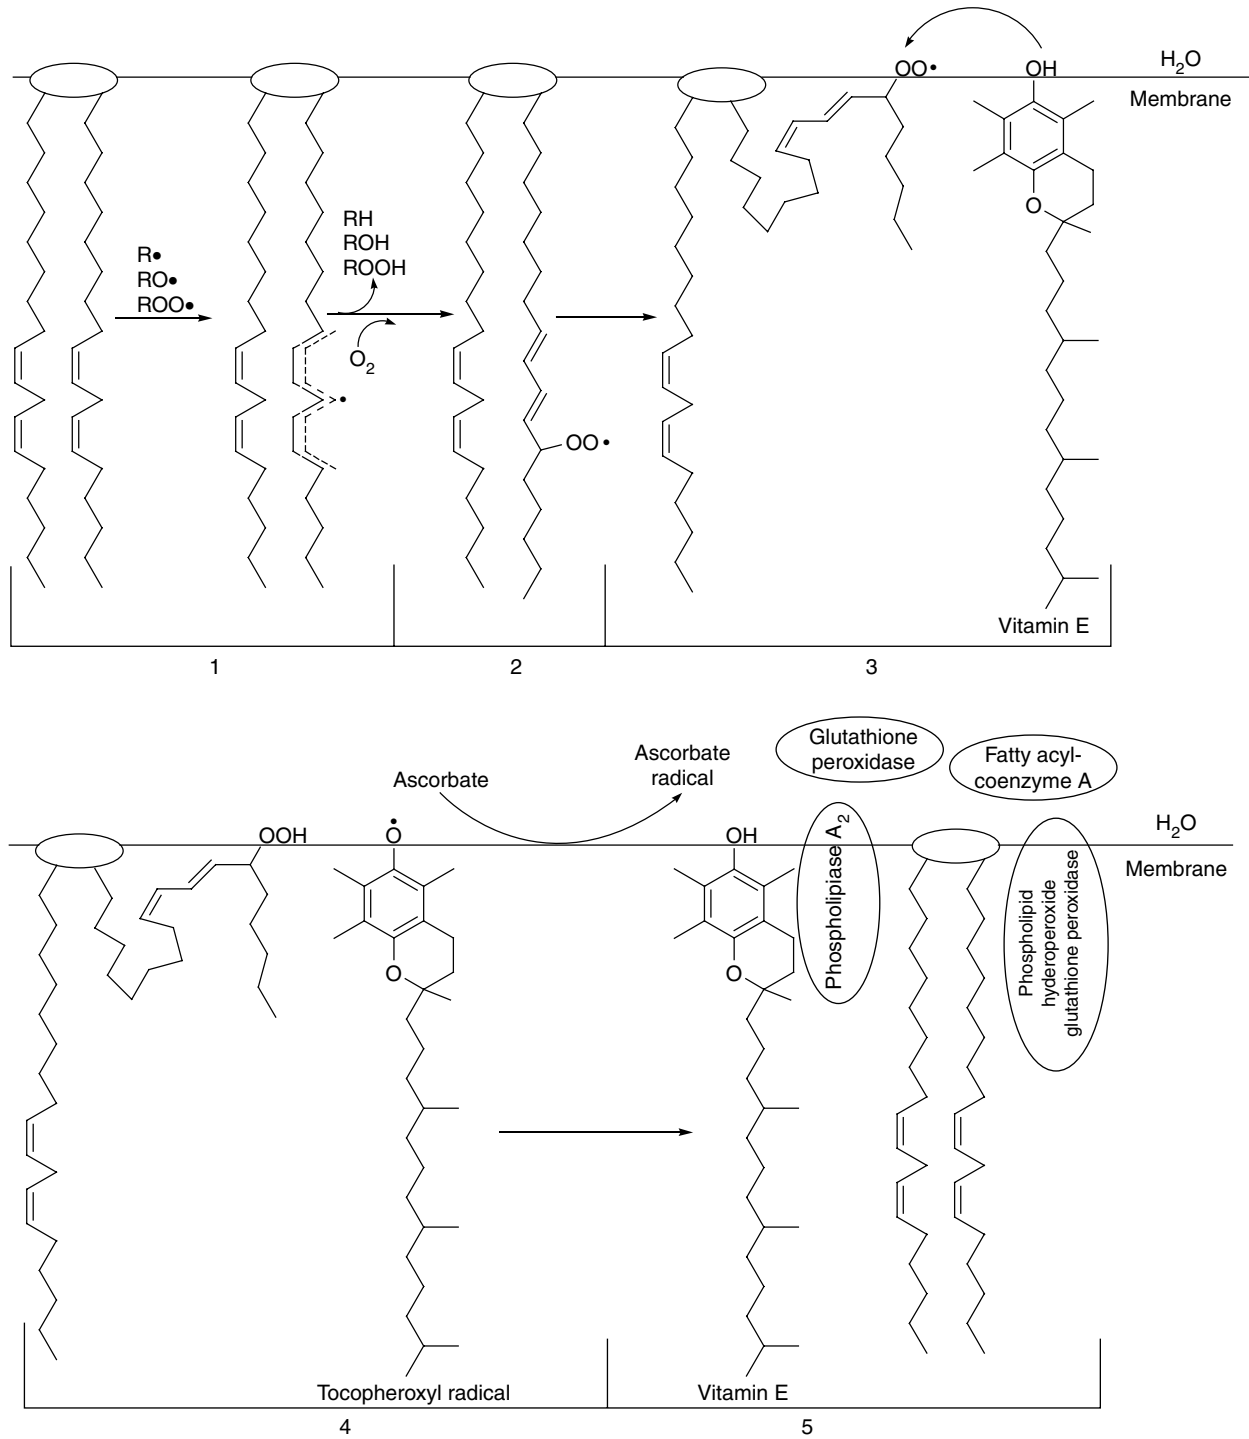 OO•
OH
H2O
Membrane
R•
RO•
ROO•
RH
ROH
ROOH
O2
•
O
OO •
Vitamin E
1
2
3
Ascorbate
Ascorbate
radical
Glutathione
peroxidase
Fatty acyl-
coenzyme A
OOH
•
O
OH
Phospholipiase A2
Phospholipid
hyderoperoxide
glutathione peroxidase
H2O
Membrane
O
O
Tocopheroxyl radical
Vitamin E
4
5